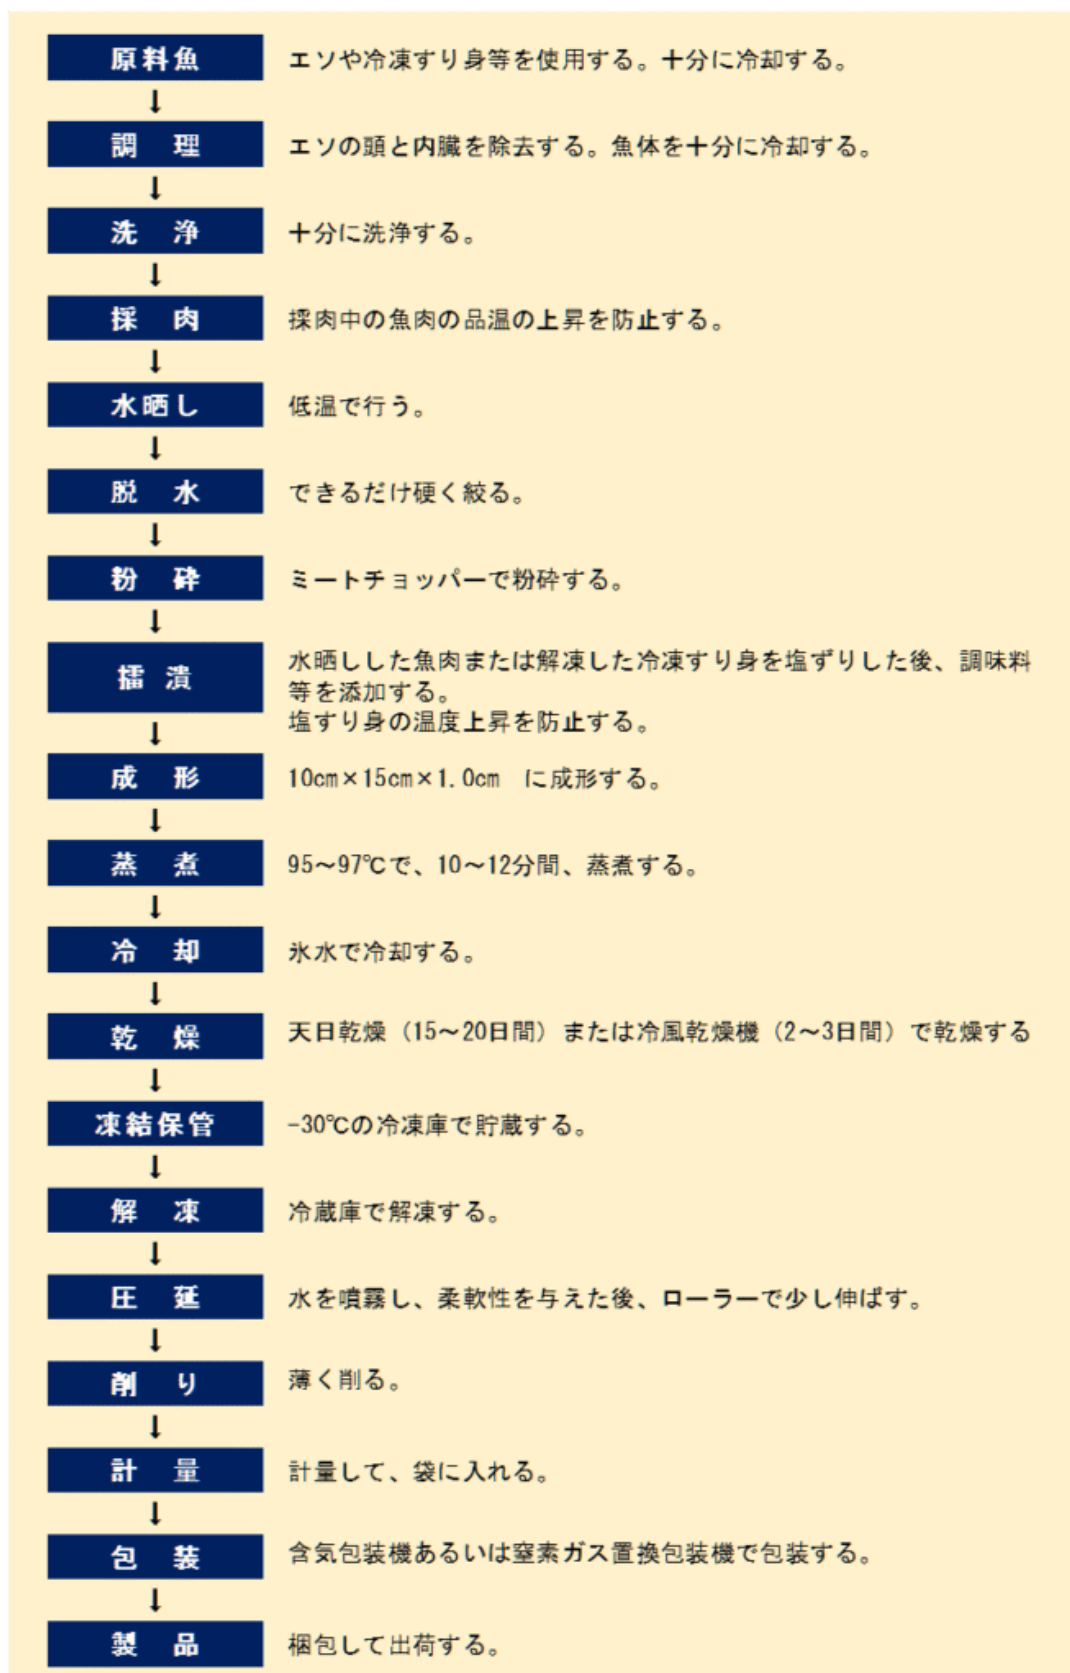 原料魚 エソや冷凍すり身等を使用する。十分に冷却する。
↓
調 理 エソの頭と内臓を除去する。魚体を十分に冷却する。
↓
洗 浄 十分に洗浄する。
↓
採 肉 採肉中の魚肉の品温の上昇を防止する。
↓
水晒し 低温で行う。
↓
脱 水 できるだけ硬く絞る。
↓
粉 砕 ミートチョッパーで粉砕する。
↓
擂 潰 水晒しした魚肉または解凍した冷凍すり身を塩ずりした後、調味料
等を添加する。
塩すり身の温度上昇を防止する。
↓
成 形 10cm×15cm×1.0cm に成形する。
↓
蒸 煮 95～97℃で、10～12分間、蒸煮する。
↓
冷 却 氷水で冷却する。
↓
乾 燥 天日乾燥（15～20日間）または冷風乾燥機（2～3日間）で乾燥する
↓
凍結保管 -30℃の冷凍庫で貯蔵する。
↓
解 凍 冷蔵庫で解凍する。
↓
圧 延 水を噴霧し、柔軟性を与えた後、ローラーで少し伸ばす。
↓
削 り 薄く削る。
↓
計 量 計量して、袋に入れる。
↓
包 装 含気包装機あるいは窒素ガス置換包装機で包装する。
↓
製 品 梱包して出荷する。